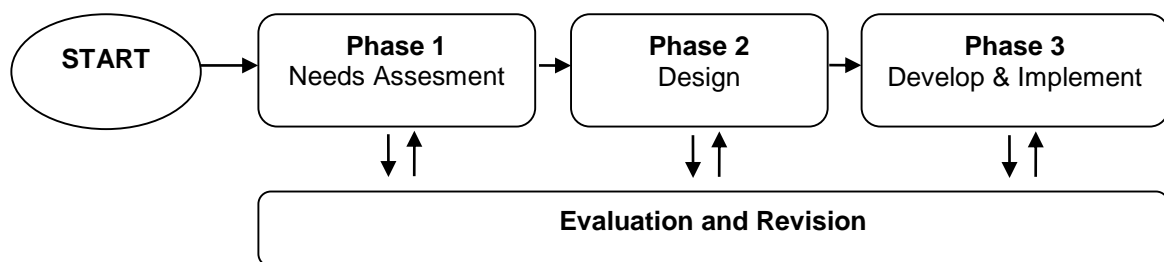 START
Phase 1
Needs Assesment
Phase 2
Design
Phase 3
Develop & Implement
Evaluation and Revision